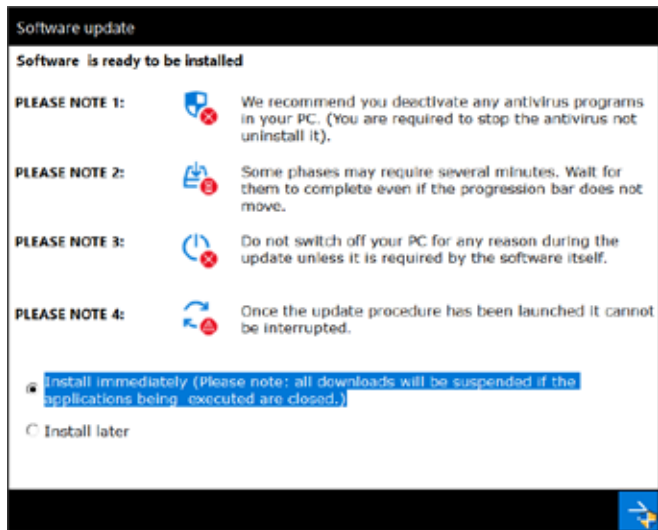 Software update
Software is ready to be installed
PLEASE NOTE 1:
We recommend you deactivate any antivirus programs
in your PC. (You are required to stop the antivirus not
uninstall it).
PLEASE NOTE 2:
Some phases may require several minutes. Wait for
them to complete even if the progression bar does not
move.
PLEASE NOTE 3:
Do not switch off your PC for any reason during the
update unless it is required by the software itself.
PLEASE NOTE 4:
Once the update procedure has been launched it cannot
be interrupted.
Install immediately (Please note: all downloads will be suspended if the
applications being executed are closed.)
Install later